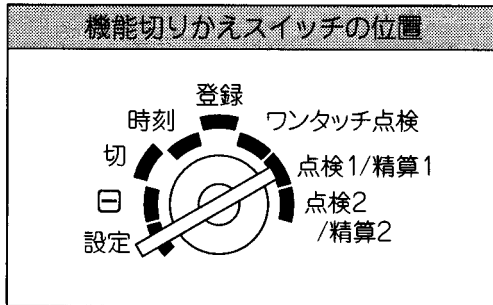 機能切りかえスイッチの位置
登録
時刻
ワンタッチ点検
切
点検1/精算1
⊟
点検2
/精算2
設定